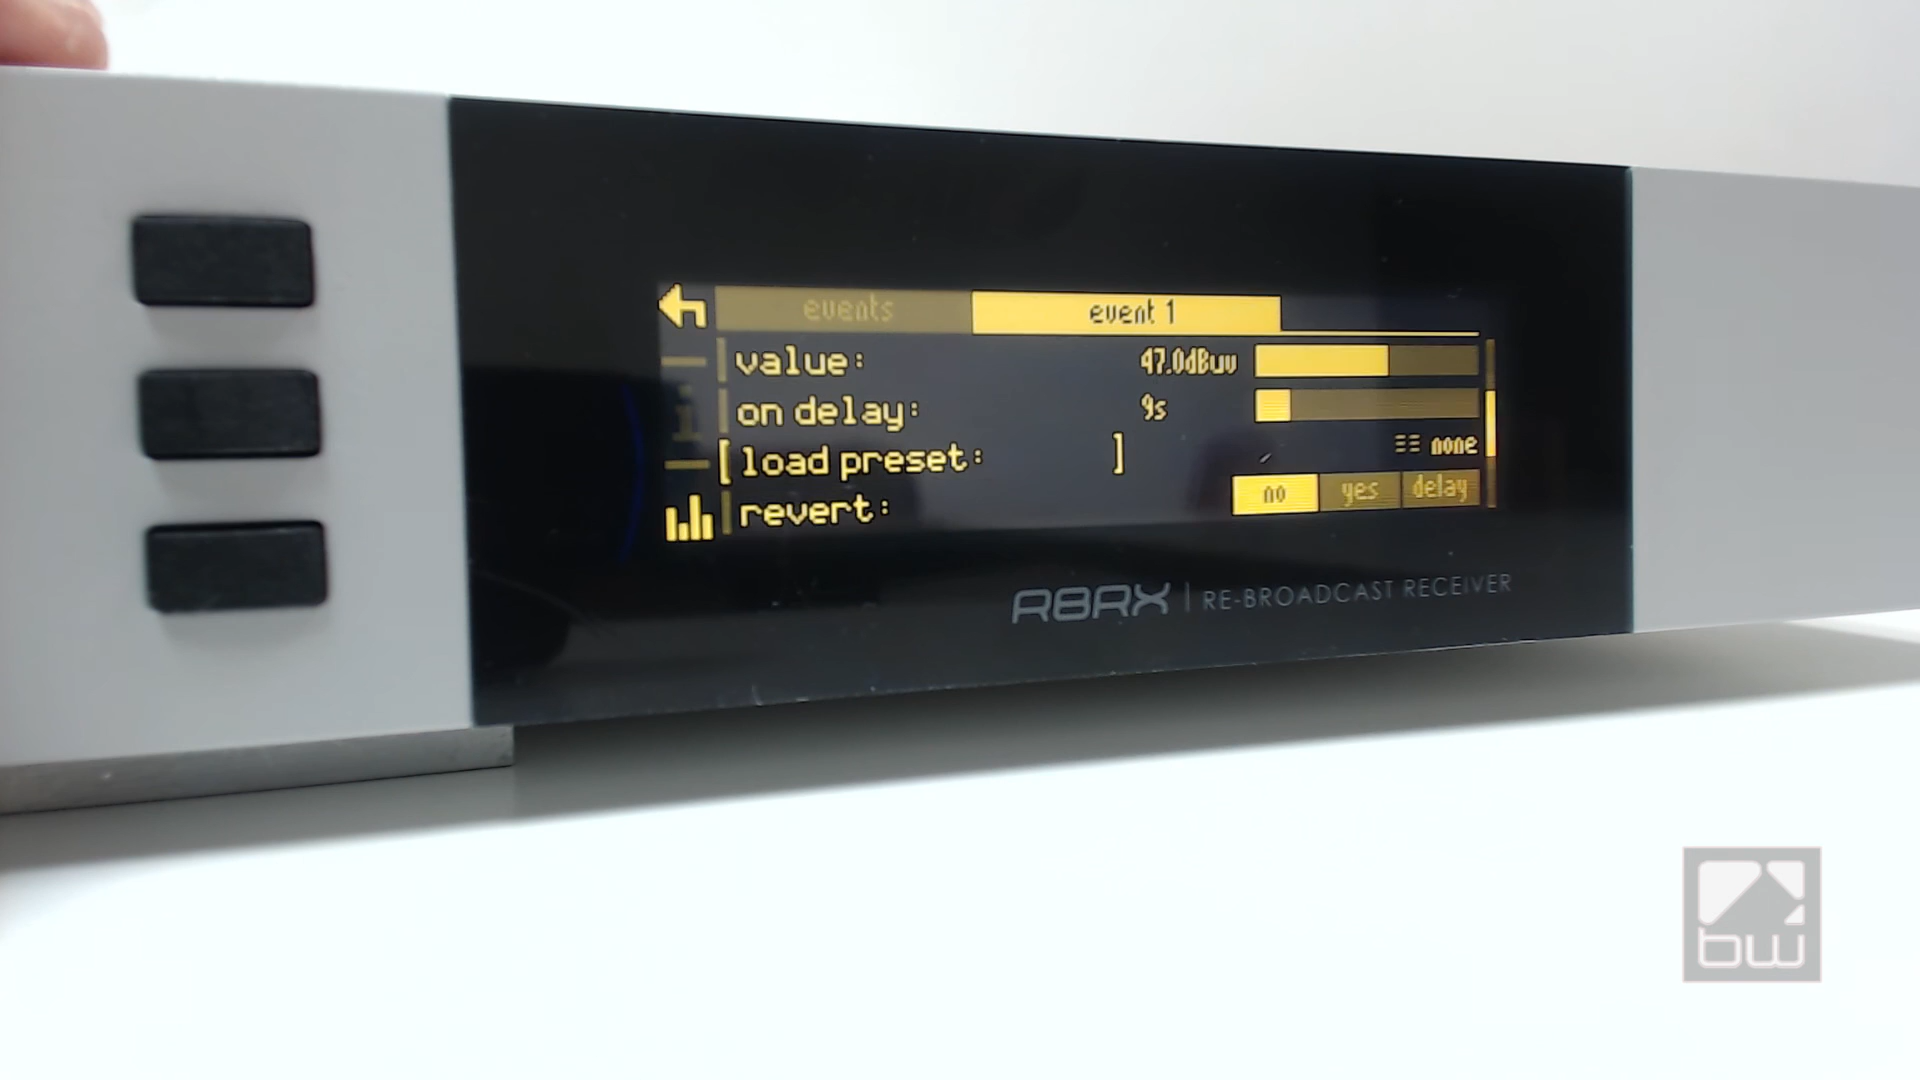 events event 1
value: 47.0dBuv
on delay: 9s
[ load preset: ] none
revert: no yes delay
RBRX | RE-BROADCAST RECEIVER
bw